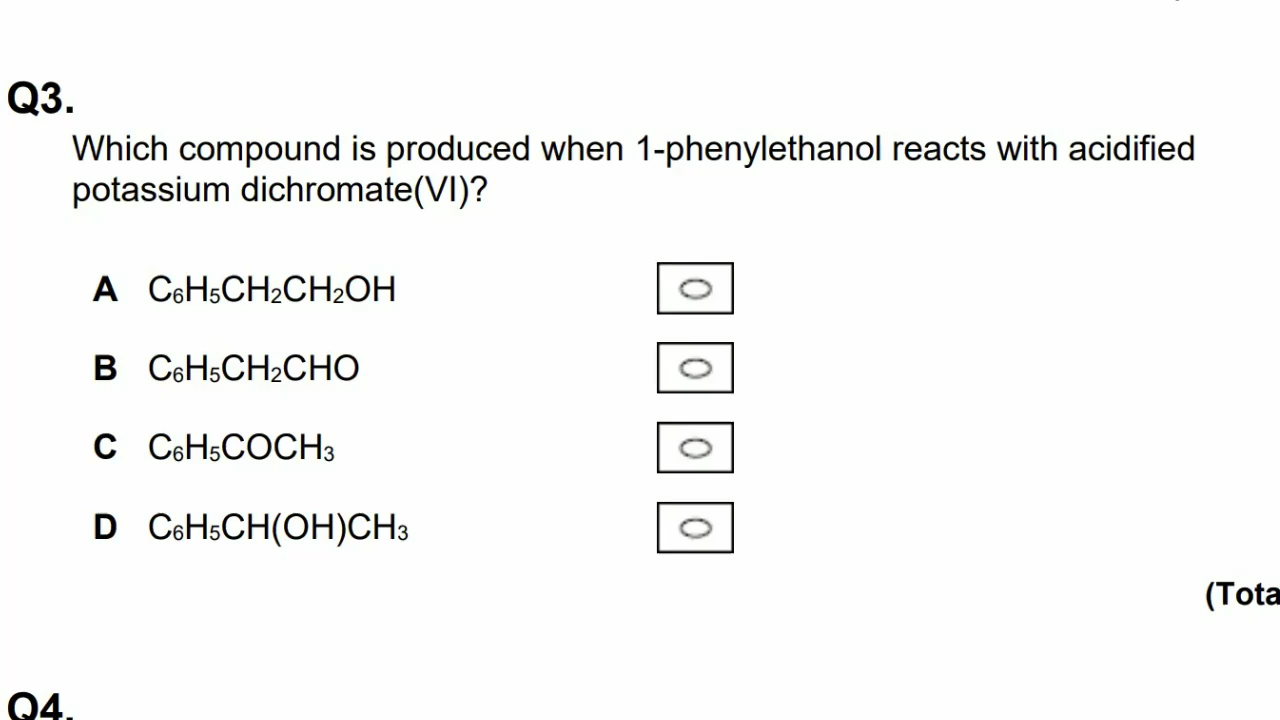 Q3.
Which compound is produced when 1-phenylethanol reacts with acidified
potassium dichromate(VI)?
A C₆H₅CH₂CH₂OH
B C₆H₅CH₂CHO
C C₆H₅COCH₃
D C₆H₅CH(OH)CH₃
(Tota
Q4.